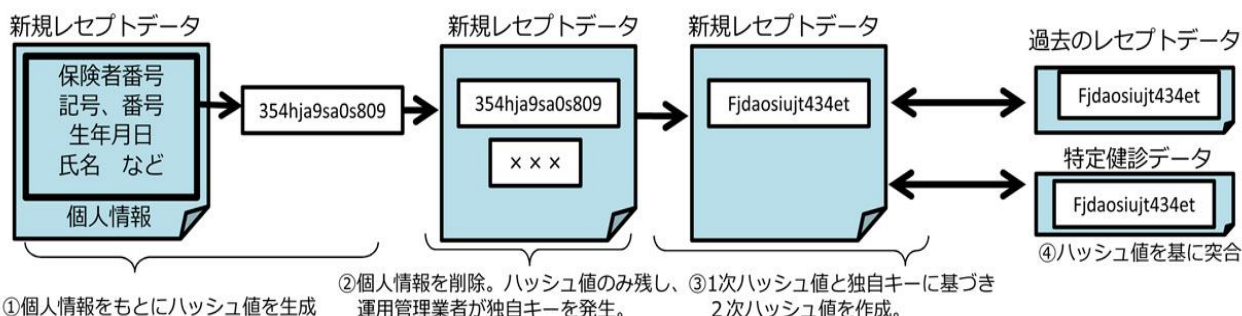 新規レセプトデータ
保険者番号
記号、番号
生年月日
氏名　など
個人情報
354hja9sa0s809
新規レセプトデータ
354hja9sa0s809
×××
新規レセプトデータ
Fjdaosiujt434et
過去のレセプトデータ
Fjdaosiujt434et
特定健診データ
Fjdaosiujt434et
①個人情報をもとにハッシュ値を生成
②個人情報を削除。ハッシュ値のみ残し、
運用管理業者が独自キーを発生。
③1次ハッシュ値と独自キーに基づき
２次ハッシュ値を作成。
④ハッシュ値を基に突合